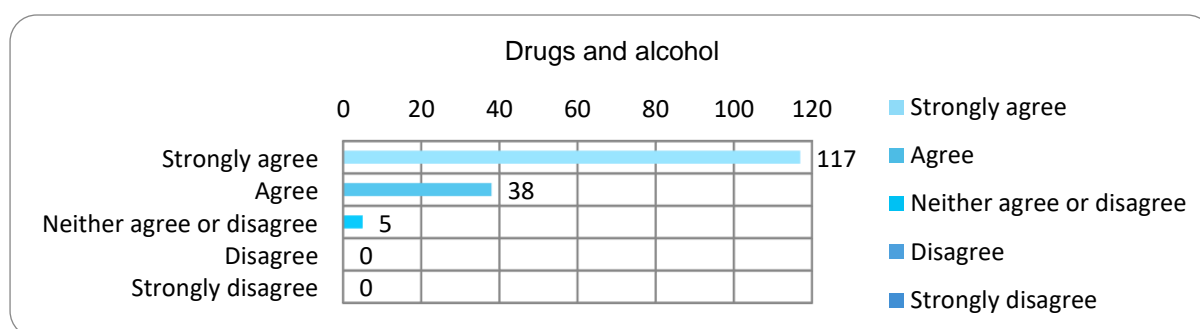 Drugs and alcohol
0 20 40 60 80 100 120
Strongly agree 117
Agree 38
Neither agree or disagree 5
Disagree 0
Strongly disagree 0
Strongly agree
Agree
Neither agree or disagree
Disagree
Strongly disagree